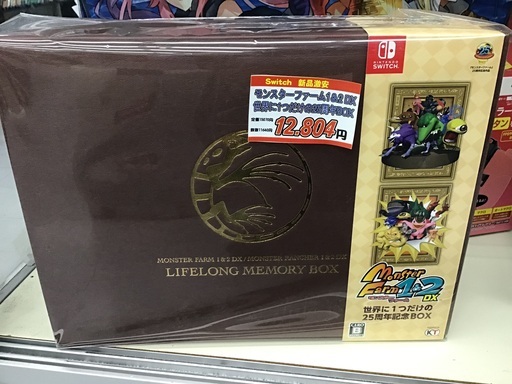 NINTENDO
SWITCH
Switch 新品激安
モンスターファーム1&2 DX
世界に1つだけの25周年BOX
12,804円
MONSTER FARM 1&2 DX / MONSTER RANCHER 1&2 DX
LIFELONG MEMORY BOX
Monster
Farm 1&2
DX
世界に1つだけの
25周年記念BOX
CERO
B
KT